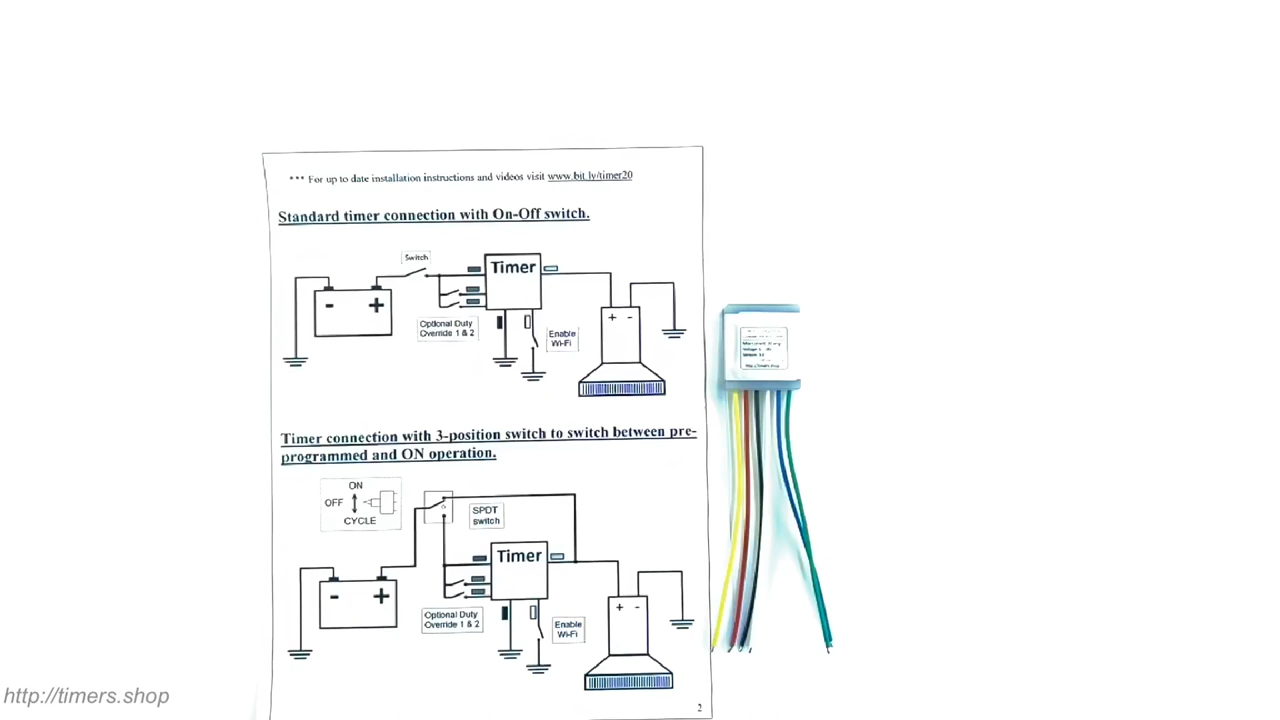 *** For up to date installation instructions and videos visit www.bit.ly/timer20
Standard timer connection with On-Off switch.
Switch
Timer
-
+
Optional Duty
Override 1 & 2
Enable
Wi-Fi
+ -
Timer connection with 3-position switch to switch between pre-
programmed and ON operation.
ON
OFF
CYCLE
SPDT
switch
Timer
-
+
Optional Duty
Override 1 & 2
Enable
Wi-Fi
+ -
2
http://timers.shop
http://timers.shop